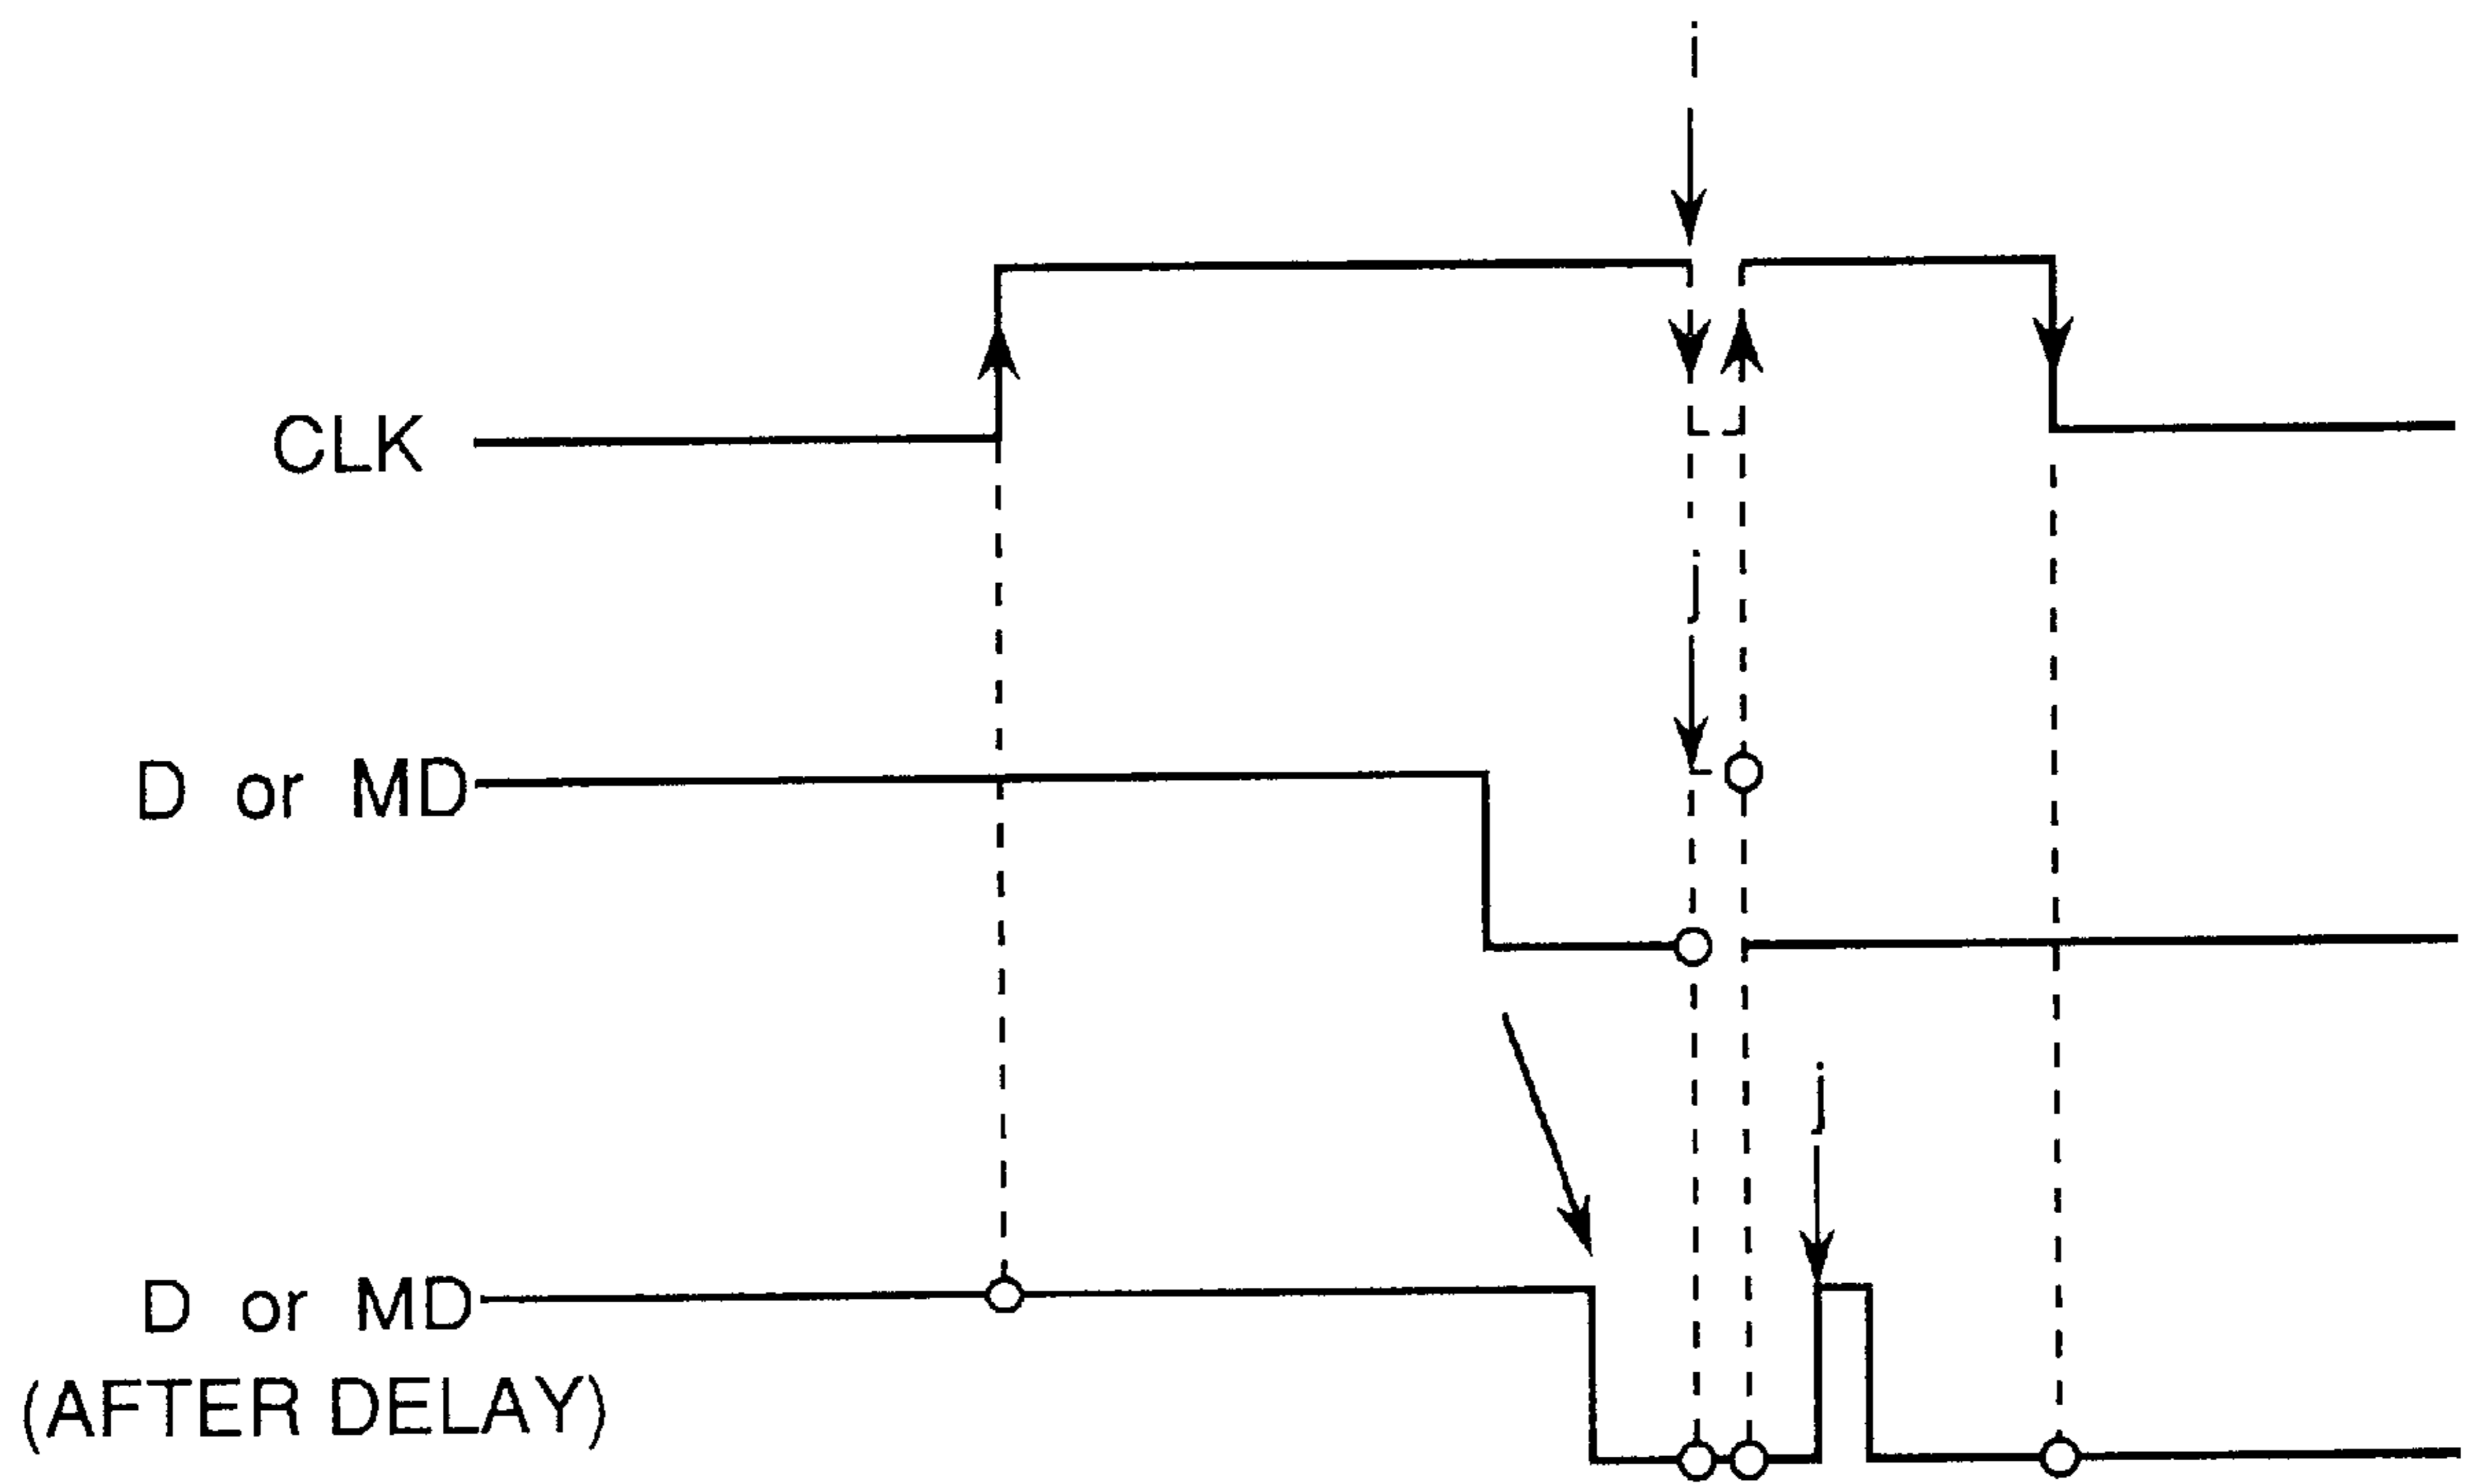 i
CLK
j
D or MD
j
D or MD
(AFTER DELAY)